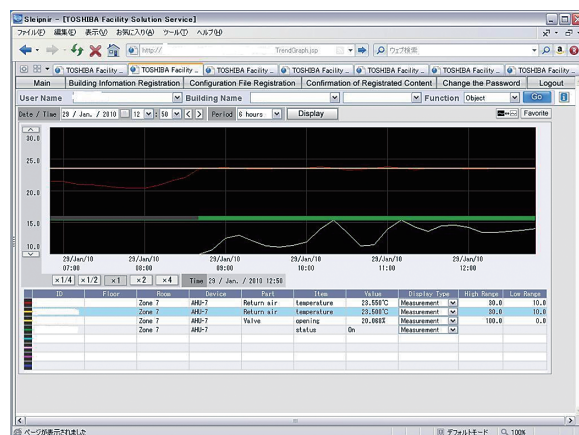 Sleipnir - [TOSHIBA Facility Solution Service]
ファイル(F) 編集(E) 表示(V) お気に入り(A) ツール(T) ヘルプ(H)
http:// TrendGraph.jsp ウェブ検索
TOSHIBA Facility _ TOSHIBA Facility _ TOSHIBA Facility _ TOSHIBA Facility _ TOSHIBA Facility _ TOSHIBA Facility _ TOSHIBA Facility _
Main Building Infomation Registration Configuration File Registration Confirmation of Registrated Content Change the Password Logout
User Name Building Name Function Object Go
Date / Time 29 / Jan. / 2010 12 : 50 < > Period 6 hours Display Favorite
30.0
25.0
20.0
15.0
10.0
29/Jan/10 29/Jan/10 29/Jan/10 29/Jan/10 29/Jan/10 29/Jan/10
07:00 08:00 09:00 10:00 11:00 12:00
×1/4 ×1/2 ×1 ×2 ×4 Time 29 / Jan. / 2010 12:50
ID Floor Room Device Part Item Value Display Type High Range Low Range
Zone 7 AHU-7 Return air temperature 23.550℃ Measurement 30.0 10.0
Zone 7 AHU-7 Return air temperature 23.500℃ Measurement 30.0 10.0
Zone 7 AHU-7 Valve opening 20.060% Measurement 100.0 0.0
Zone 7 AHU-7 status On Measurement
ページが表示されました デフォルトモード 100%